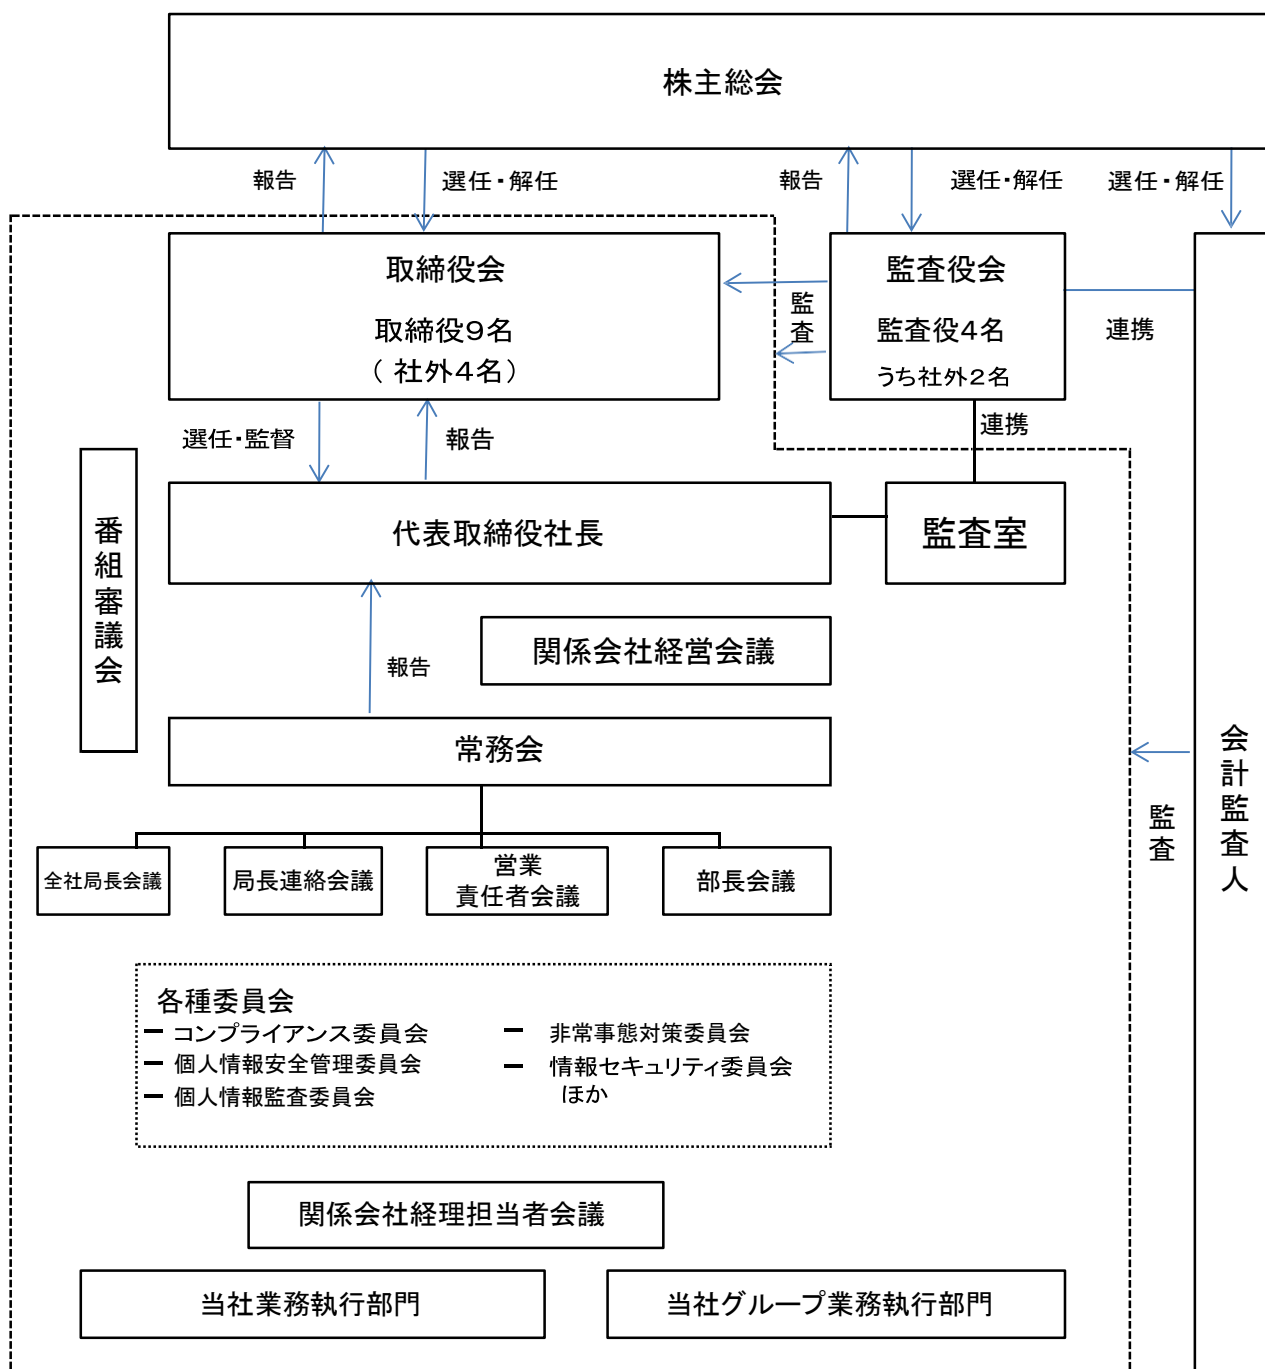 株主総会
報告
選任・解任
報告
選任・解任
選任・解任
取締役会
取締役9名
（ 社外4名）
監査
監査役会
監査役4名
うち社外2名
連携
選任・監督
報告
連携
番組審議会
代表取締役社長
監査室
関係会社経営会議
報告
常務会
会計監査人
監査
全社局長会議
局長連絡会議
営業
責任者会議
部長会議
各種委員会
ー コンプライアンス委員会
ー 個人情報安全管理委員会
ー 個人情報監査委員会
ー 非常事態対策委員会
ー 情報セキュリティ委員会
ほか
関係会社経理担当者会議
当社業務執行部門
当社グループ業務執行部門